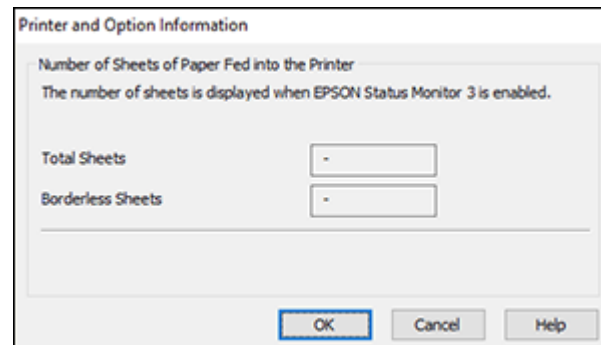 Printer and Option Information
Number of Sheets of Paper Fed into the Printer
The number of sheets is displayed when EPSON Status Monitor 3 is enabled.
Total Sheets -
Borderless Sheets -
OK Cancel Help